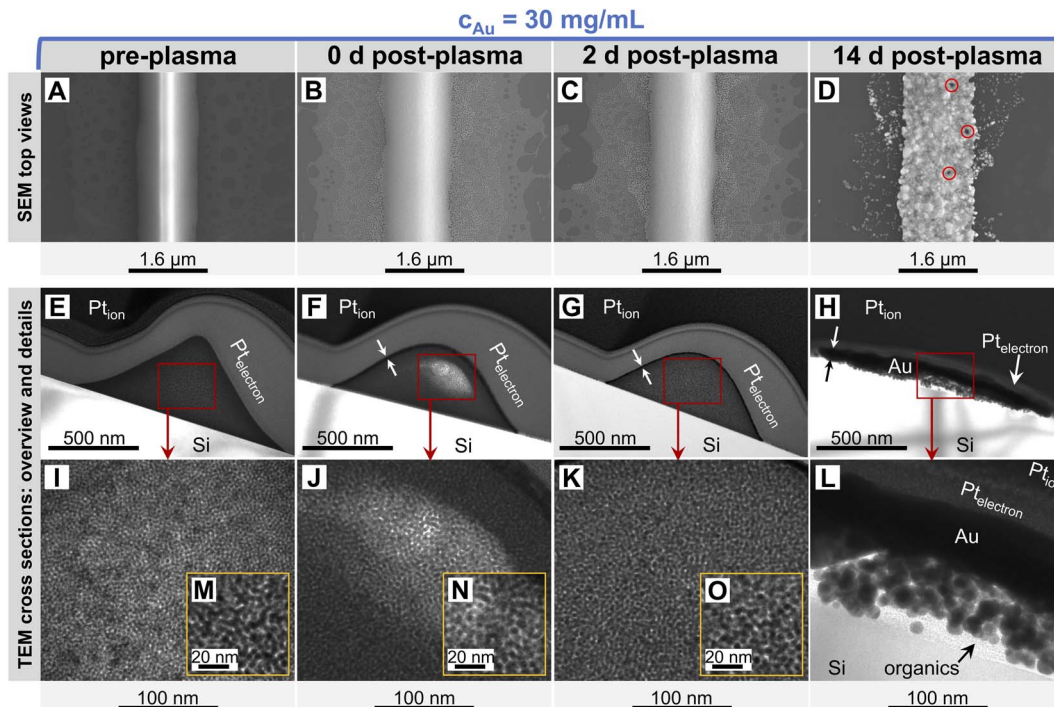 c_Au = 30 mg/mL
pre-plasma
0 d post-plasma
2 d post-plasma
14 d post-plasma
SEM top views
A
B
C
D
1.6 µm
1.6 µm
1.6 µm
1.6 µm
TEM cross sections: overview and details
E
Pt_ion
Pt_electron
500 nm
Si
F
Pt_ion
Pt_electron
500 nm
Si
G
Pt_ion
Pt_electron
500 nm
Si
H
Pt_ion
Pt_electron
Au
500 nm
Si
I
M
20 nm
100 nm
J
N
20 nm
100 nm
K
O
20 nm
100 nm
L
Pt_io
Pt_electron
Au
Si
organics
100 nm